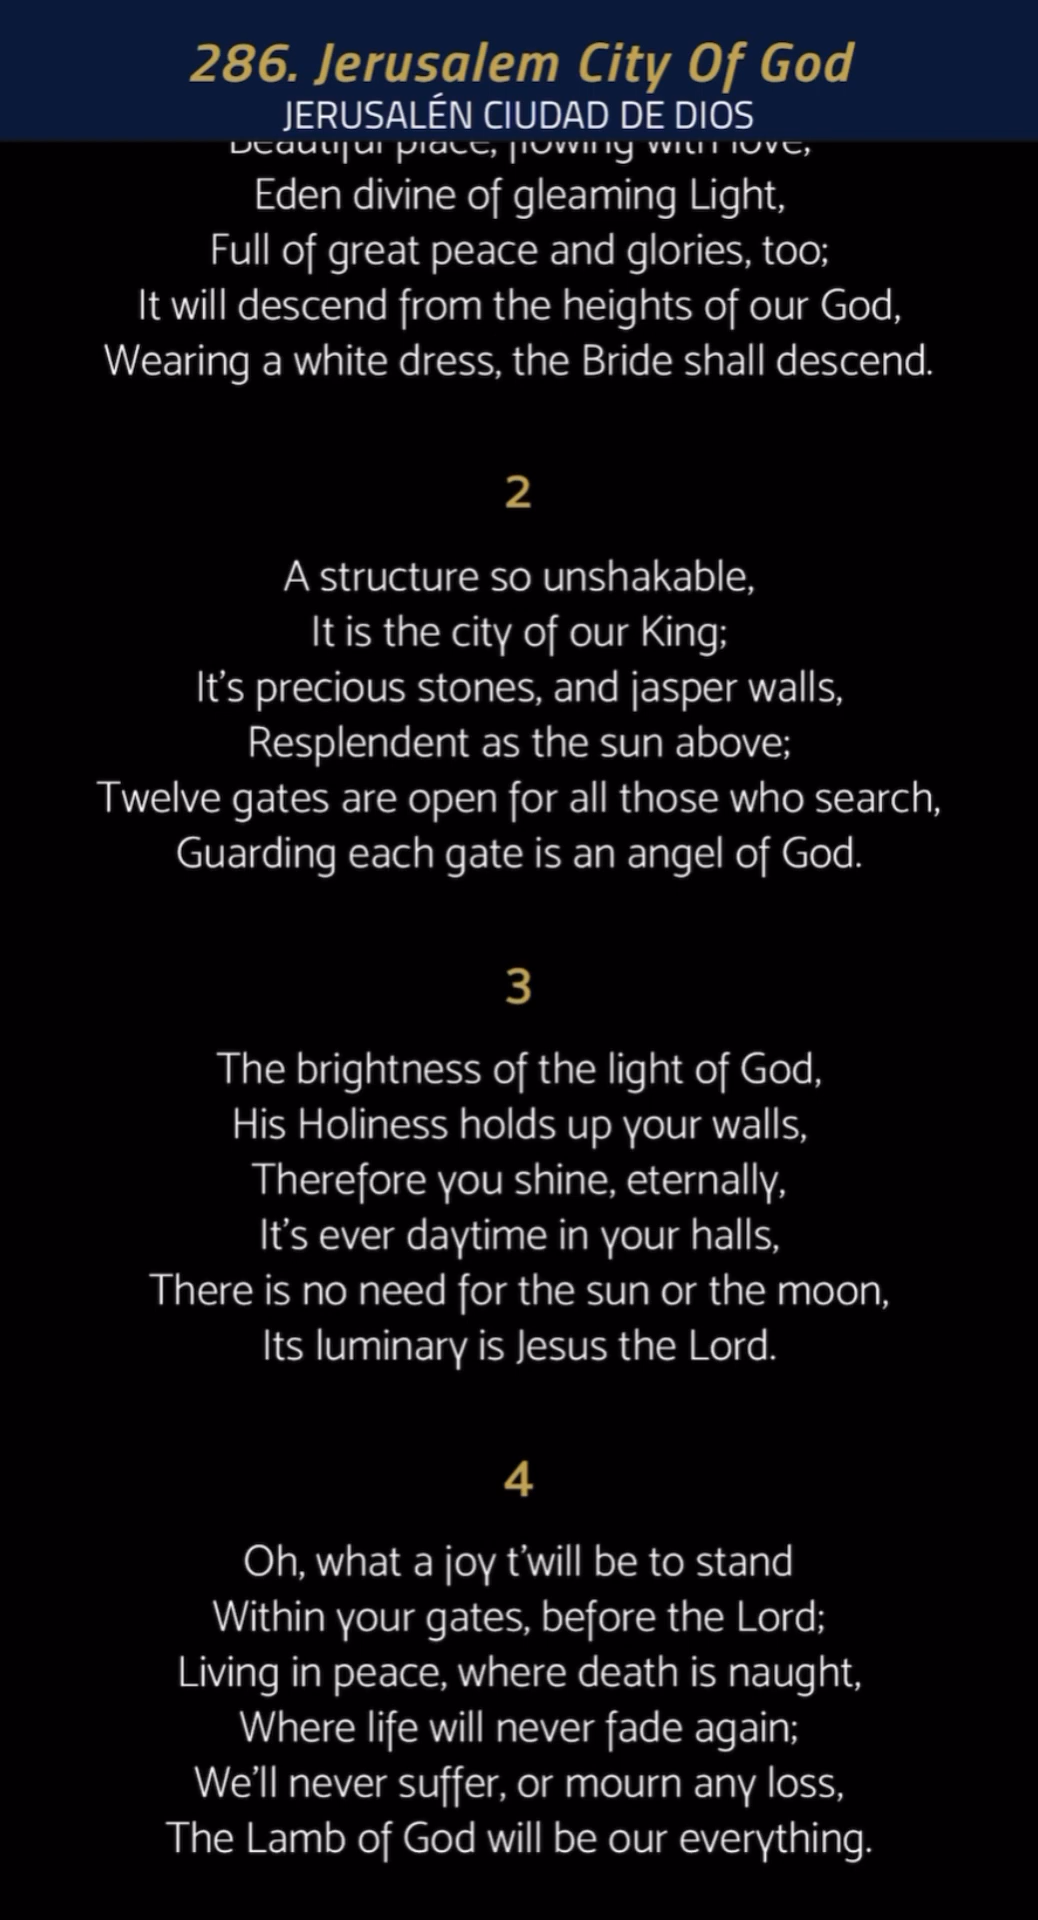 286. Jerusalem City Of God
JERUSALÉN CIUDAD DE DIOS
Beautiful place, flowing with love,
Eden divine of gleaming Light,
Full of great peace and glories, too;
It will descend from the heights of our God,
Wearing a white dress, the Bride shall descend.
2
A structure so unshakable,
It is the city of our King;
It’s precious stones, and jasper walls,
Resplendent as the sun above;
Twelve gates are open for all those who search,
Guarding each gate is an angel of God.
3
The brightness of the light of God,
His Holiness holds up your walls,
Therefore you shine, eternally,
It’s ever daytime in your halls,
There is no need for the sun or the moon,
Its luminary is Jesus the Lord.
4
Oh, what a joy t’will be to stand
Within your gates, before the Lord;
Living in peace, where death is naught,
Where life will never fade again;
We’ll never suffer, or mourn any loss,
The Lamb of God will be our everything.